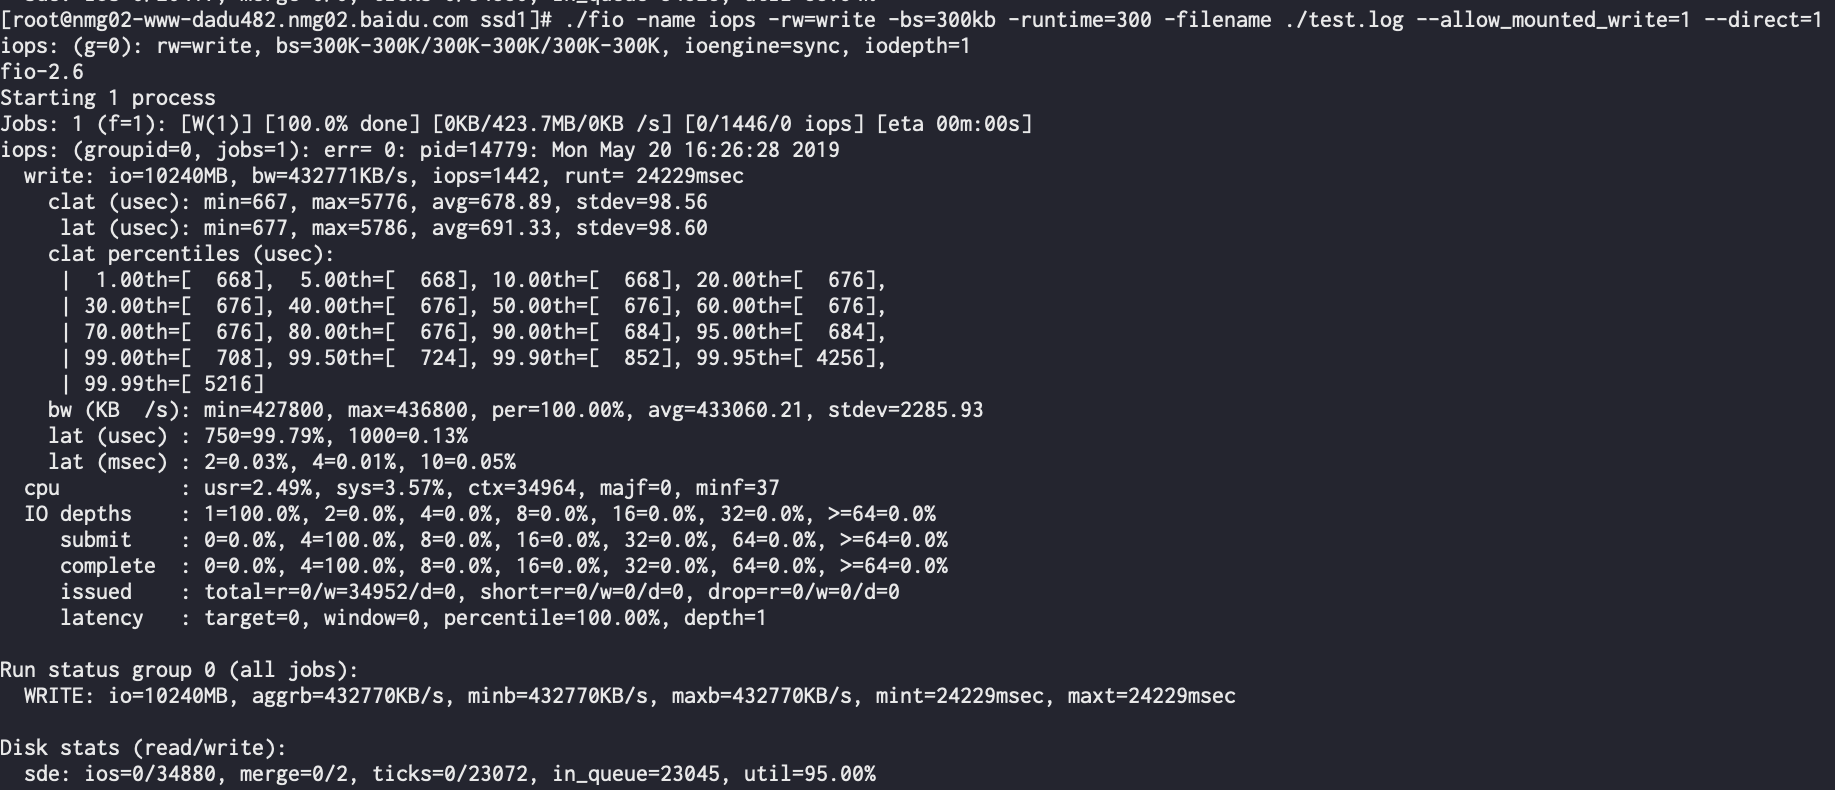 [root@nmg02-www-dadu482.nmg02.baidu.com ssd1]# ./fio -name iops -rw=write -bs=300kb -runtime=300 -filename ./test.log --allow_mounted_write=1 --direct=1
iops: (g=0): rw=write, bs=300K-300K/300K-300K/300K-300K, ioengine=sync, iodepth=1
fio-2.6
Starting 1 process
Jobs: 1 (f=1): [W(1)] [100.0% done] [0KB/423.7MB/0KB /s] [0/1446/0 iops] [eta 00m:00s]
iops: (groupid=0, jobs=1): err= 0: pid=14779: Mon May 20 16:26:28 2019
  write: io=10240MB, bw=432771KB/s, iops=1442, runt= 24229msec
    clat (usec): min=667, max=5776, avg=678.89, stdev=98.56
     lat (usec): min=677, max=5786, avg=691.33, stdev=98.60
    clat percentiles (usec):
     |  1.00th=[  668],  5.00th=[  668], 10.00th=[  668], 20.00th=[  676],
     | 30.00th=[  676], 40.00th=[  676], 50.00th=[  676], 60.00th=[  676],
     | 70.00th=[  676], 80.00th=[  676], 90.00th=[  684], 95.00th=[  684],
     | 99.00th=[  708], 99.50th=[  724], 99.90th=[  852], 99.95th=[ 4256],
     | 99.99th=[ 5216]
    bw (KB  /s): min=427800, max=436800, per=100.00%, avg=433060.21, stdev=2285.93
    lat (usec) : 750=99.79%, 1000=0.13%
    lat (msec) : 2=0.03%, 4=0.01%, 10=0.05%
  cpu          : usr=2.49%, sys=3.57%, ctx=34964, majf=0, minf=37
  IO depths    : 1=100.0%, 2=0.0%, 4=0.0%, 8=0.0%, 16=0.0%, 32=0.0%, >=64=0.0%
     submit    : 0=0.0%, 4=100.0%, 8=0.0%, 16=0.0%, 32=0.0%, 64=0.0%, >=64=0.0%
     complete  : 0=0.0%, 4=100.0%, 8=0.0%, 16=0.0%, 32=0.0%, 64=0.0%, >=64=0.0%
     issued    : total=r=0/w=34952/d=0, short=r=0/w=0/d=0, drop=r=0/w=0/d=0
     latency   : target=0, window=0, percentile=100.00%, depth=1
Run status group 0 (all jobs):
  WRITE: io=10240MB, aggrb=432770KB/s, minb=432770KB/s, maxb=432770KB/s, mint=24229msec, maxt=24229msec
Disk stats (read/write):
  sde: ios=0/34880, merge=0/2, ticks=0/23072, in_queue=23045, util=95.00%